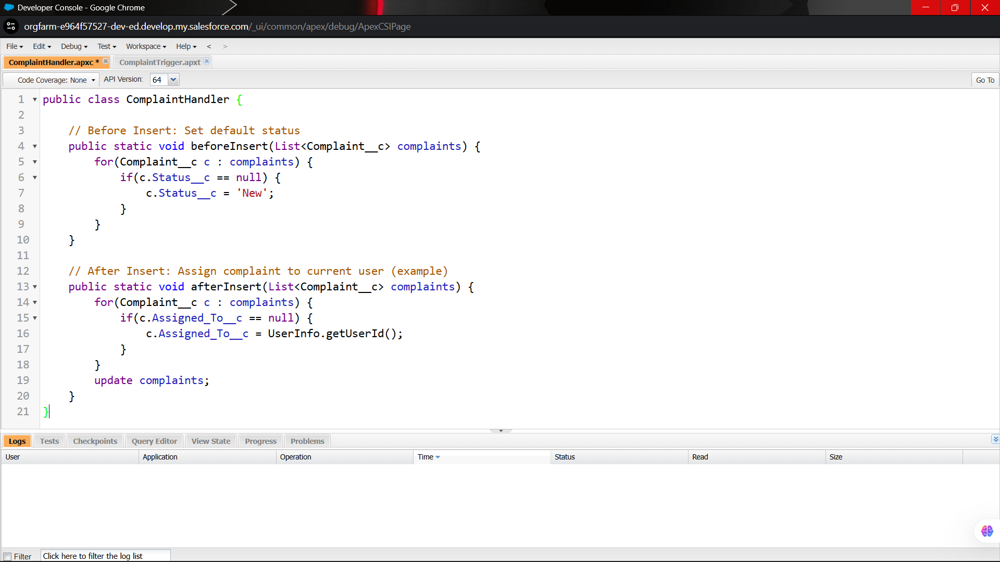 Developer Console - Google Chrome
orgfarm-e964f57527-dev-ed.develop.my.salesforce.com/_ui/common/apex/debug/ApexCSIPage
File Edit Debug Test Workspace Help < >
ComplaintHandler.apxc * ComplaintTrigger.apxt
Code Coverage: None API Version: 64 Go To
1 public class ComplaintHandler {
2
3 // Before Insert: Set default status
4 public static void beforeInsert(List<Complaint__c> complaints) {
5 for(Complaint__c c : complaints) {
6 if(c.Status__c == null) {
7 c.Status__c = 'New';
8 }
9 }
10 }
11
12 // After Insert: Assign complaint to current user (example)
13 public static void afterInsert(List<Complaint__c> complaints) {
14 for(Complaint__c c : complaints) {
15 if(c.Assigned_To__c == null) {
16 c.Assigned_To__c = UserInfo.getUserId();
17 }
18 }
19 update complaints;
20 }
21 }
Logs Tests Checkpoints Query Editor View State Progress Problems
User Application Operation Time Status Read Size
Filter Click here to filter the log list